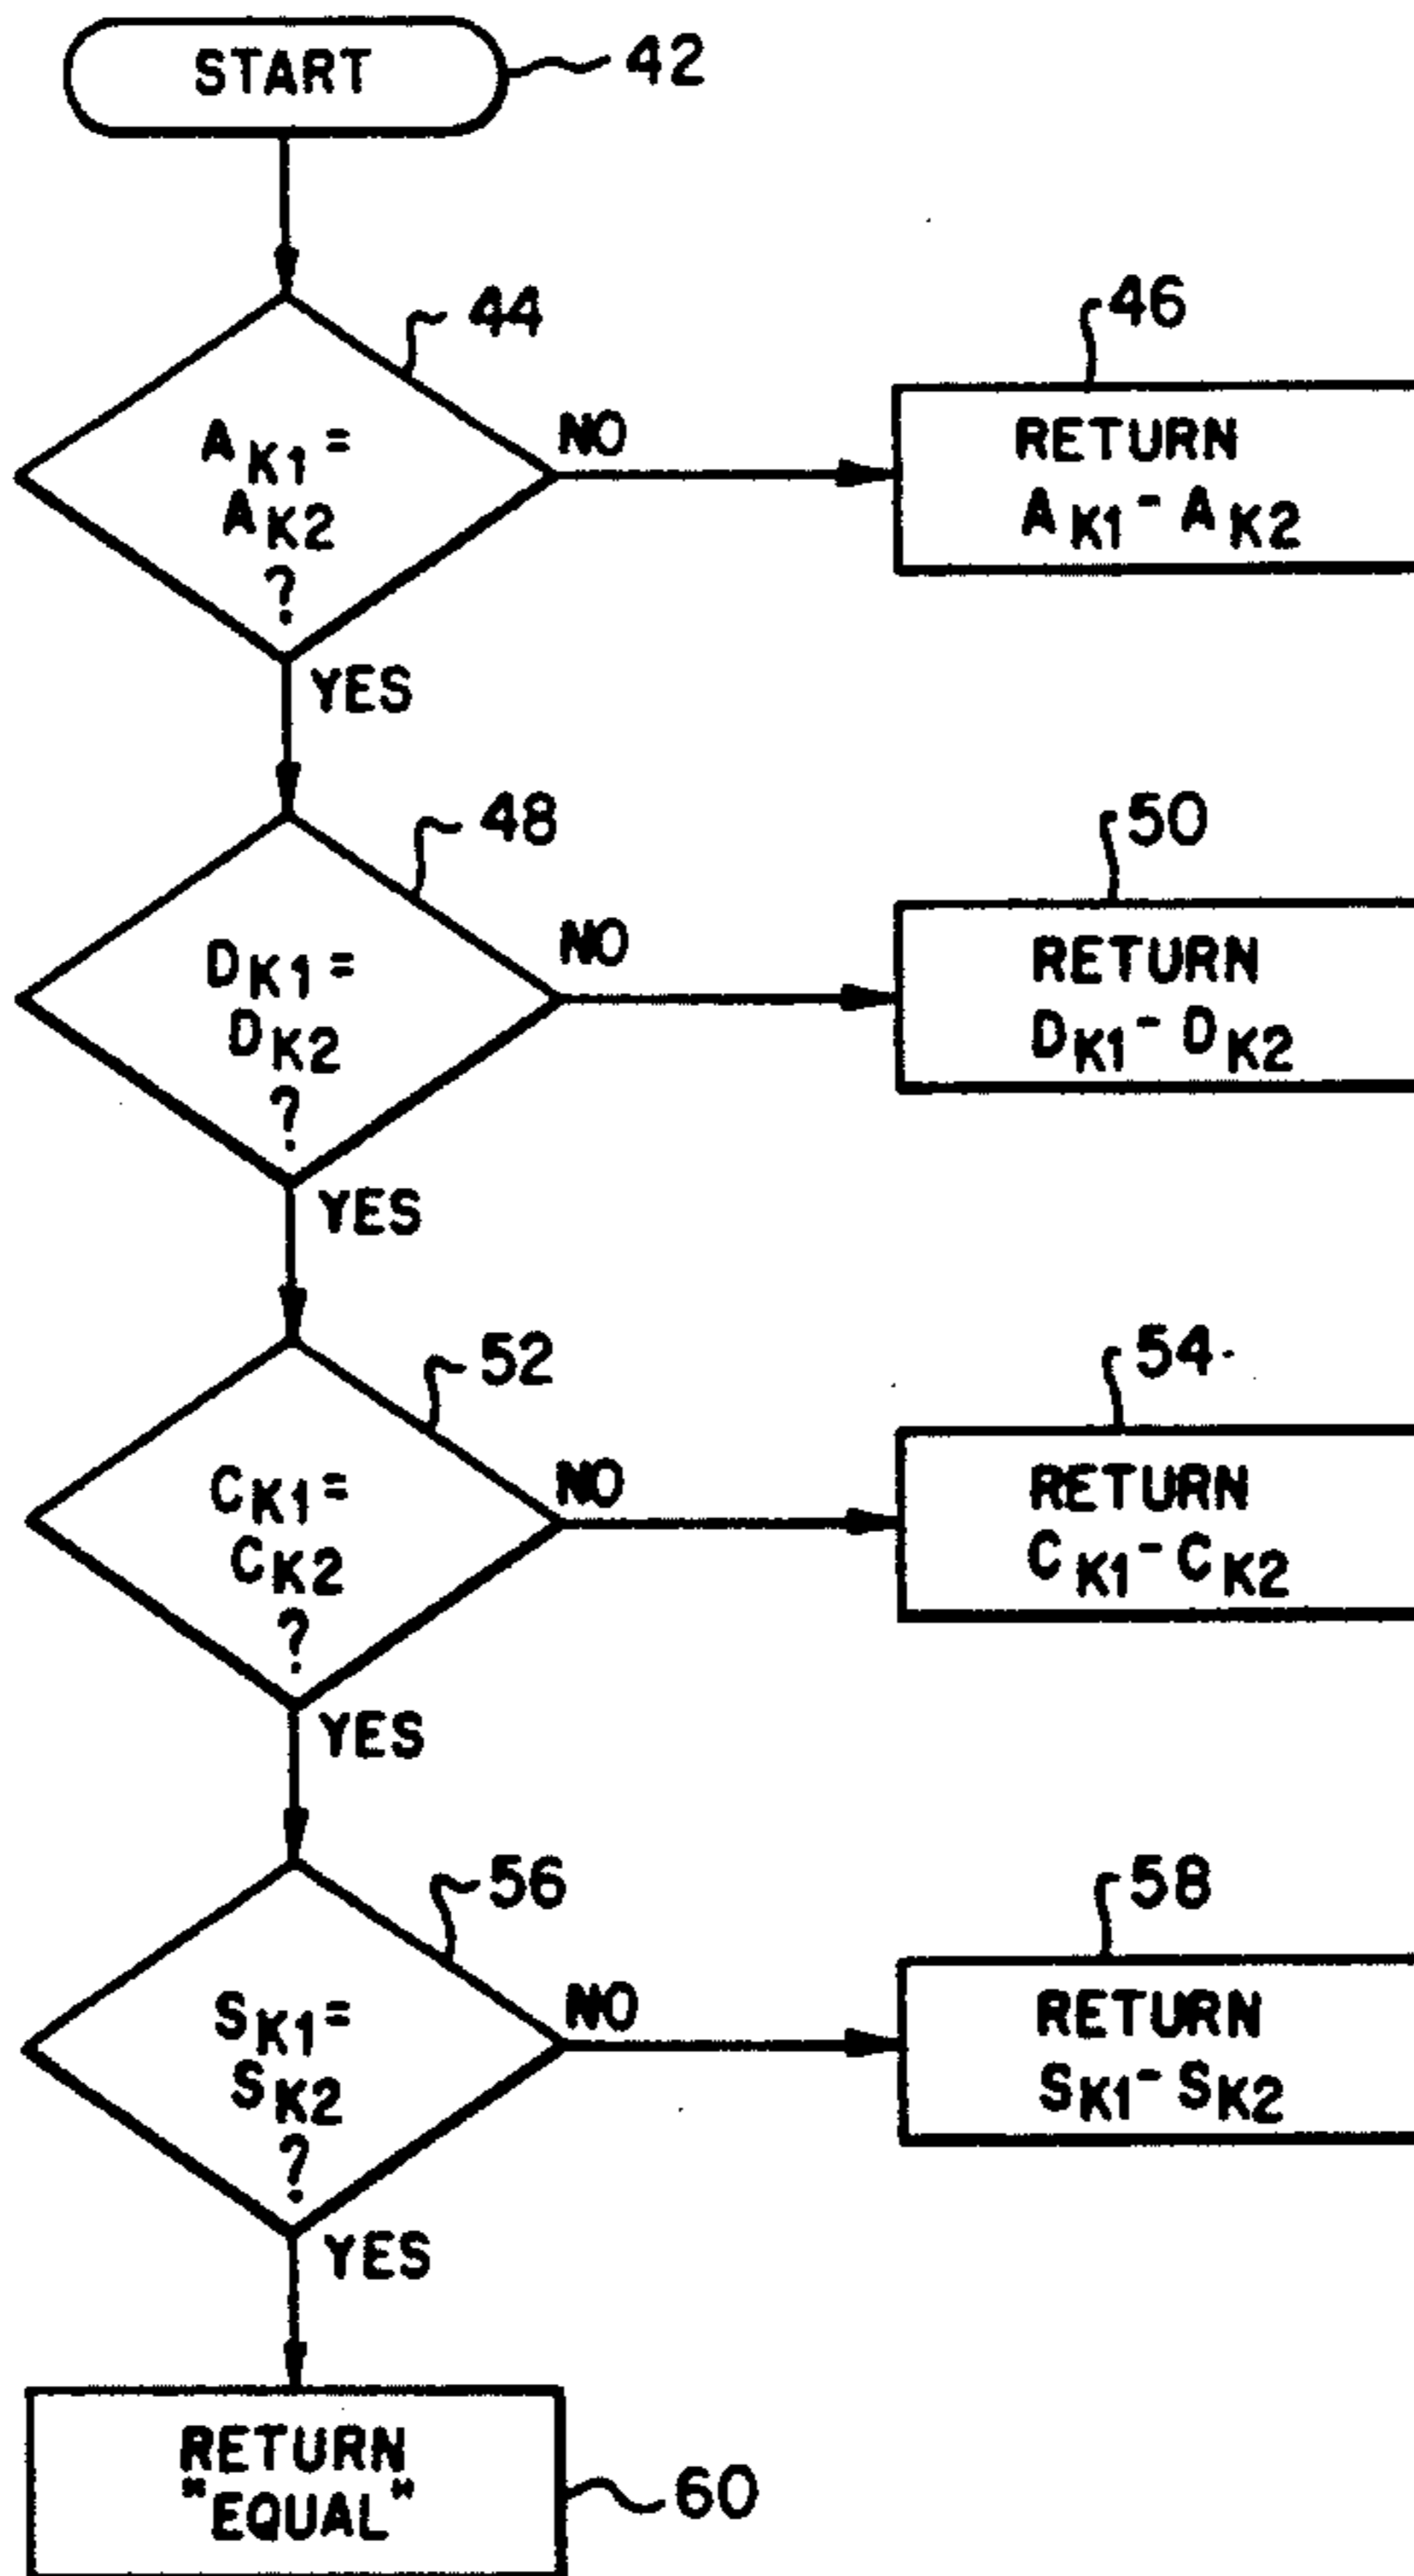 START
42
44
46
A K1 =
A K2
?
NO
RETURN
A K1 - A K2
YES
48
50
D K1 =
D K2
?
NO
RETURN
D K1 - D K2
YES
52
54
C K1 =
C K2
?
NO
RETURN
C K1 - C K2
YES
56
58
S K1 =
S K2
?
NO
RETURN
S K1 - S K2
YES
RETURN
"EQUAL"
60